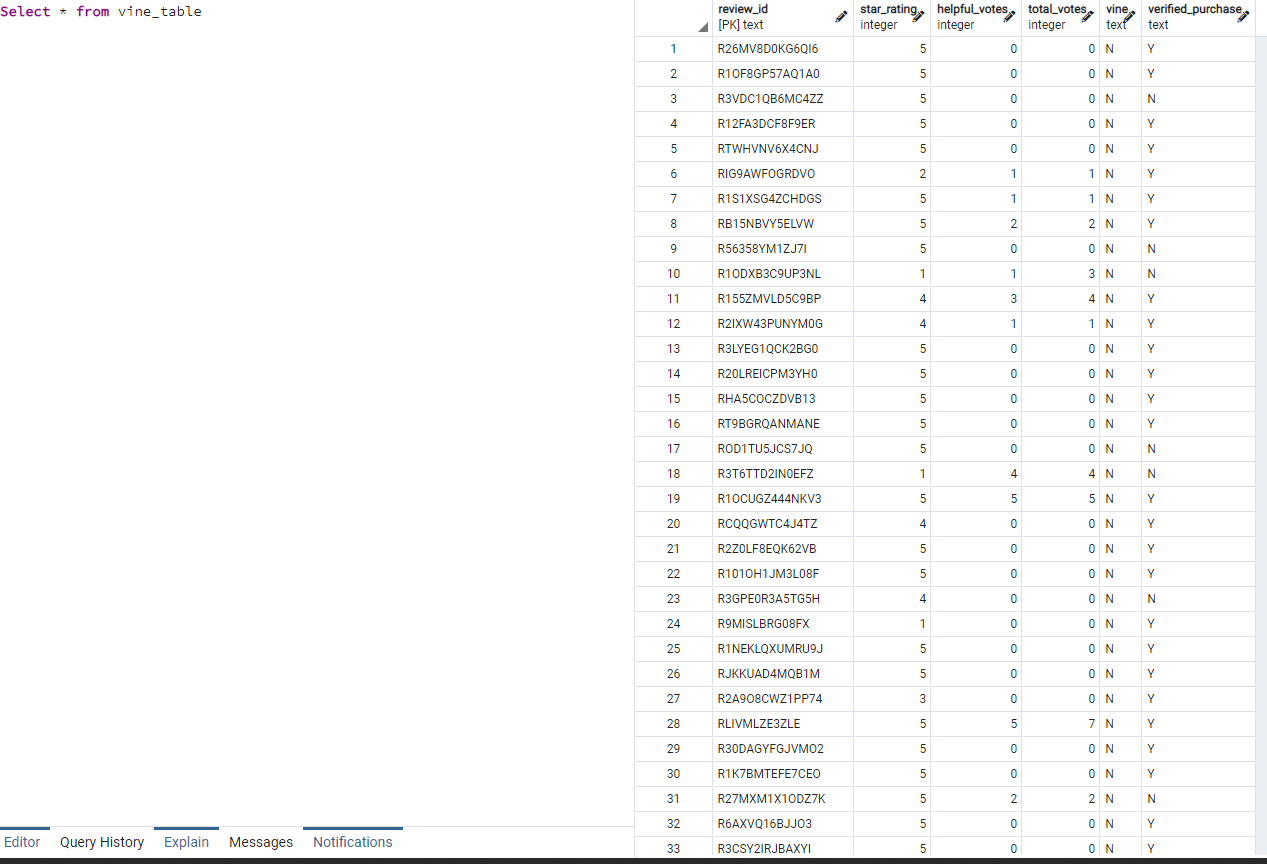 Select * from vine_table
review_id star_rating helpful_votes total_votes vine verified_purchase
[PK] text integer integer integer text text
1 R26MV8D0KG6QI6 5 0 0 N Y
2 R1OF8GP57AQ1A0 5 0 0 N Y
3 R3VDC1QB6MC4ZZ 5 0 0 N N
4 R12FA3DCF8F9ER 5 0 0 N Y
5 RTWHVNV6X4CNJ 5 0 0 N Y
6 RIG9AWFOGRDVO 2 1 1 N Y
7 R1S1XSG4ZCHDGS 5 1 1 N Y
8 RB15NBVY5ELVW 5 2 2 N Y
9 R56358YM1ZJ7I 5 0 0 N N
10 R1ODXB3C9UP3NL 1 1 3 N N
11 R155ZMVLD5C9BP 4 3 4 N Y
12 R2IXW43PUNYM0G 4 1 1 N Y
13 R3LYEG1QCK2BG0 5 0 0 N Y
14 R20LREICPM3YH0 5 0 0 N Y
15 RHA5COCZDVB13 5 0 0 N Y
16 RT9BGRQANMANE 5 0 0 N Y
17 ROD1TU5JCS7JQ 5 0 0 N N
18 R3T6TTD2IN0EFZ 1 4 4 N N
19 R1OCUGZ444NKV3 5 5 5 N Y
20 RCQQGWTC4J4TZ 4 0 0 N Y
21 R2Z0LF8EQK62VB 5 0 0 N Y
22 R101OH1JM3L08F 5 0 0 N Y
23 R3GPE0R3A5TG5H 4 0 0 N N
24 R9MISLBRG08FX 1 0 0 N Y
25 R1NEKLQXUMRU9J 5 0 0 N Y
26 RJKKUAD4MQB1M 5 0 0 N Y
27 R2A9O8CWZ1PP74 3 0 0 N Y
28 RLIVMLZE3ZLE 5 5 7 N Y
29 R30DAGYFGJVMO2 5 0 0 N Y
30 R1K7BMTEFE7CEO 5 0 0 N Y
31 R27MXM1X1ODZ7K 5 2 2 N N
32 R6AXVQ16BJJO3 5 0 0 N Y
33 R3CSY2IRJBAXYI 5 0 0 N Y
Editor Query History Explain Messages Notifications